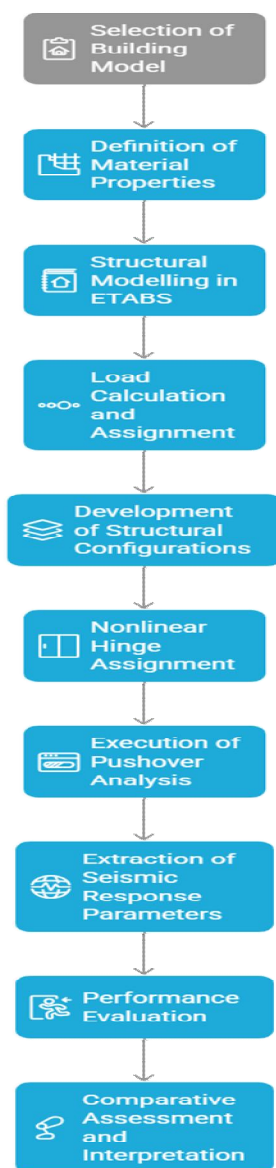 Selection of
Building
Model
Definition of
Material
Properties
Structural
Modelling in
ETABS
Load
Calculation
and
Assignment
Development
of Structural
Configurations
Nonlinear
Hinge
Assignment
Execution of
Pushover
Analysis
Extraction of
Seismic
Response
Parameters
Performance
Evaluation
Comparative
Assessment
and
Interpretation